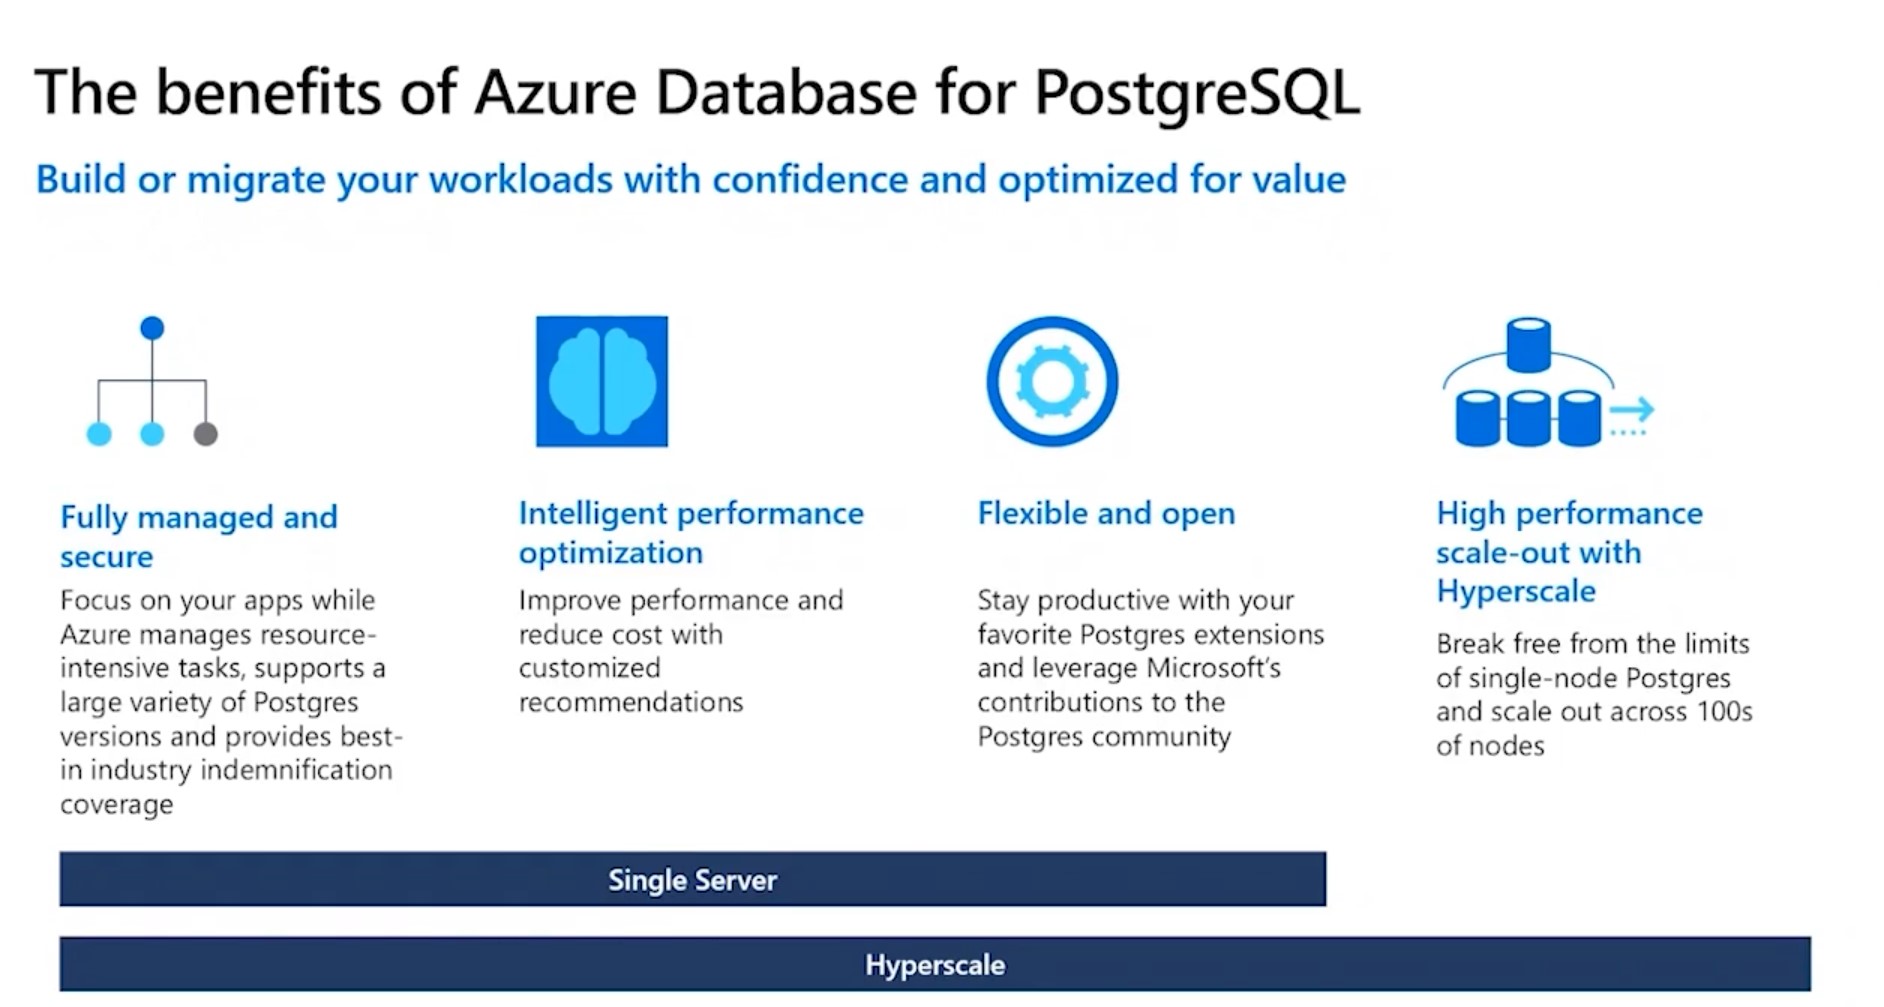 The benefits of Azure Database for PostgreSQL
Build or migrate your workloads with confidence and optimized for value
Fully managed and
secure
Focus on your apps while
Azure manages resource-
intensive tasks, supports a
large variety of Postgres
versions and provides best-
in industry indemnification
coverage
Intelligent performance
optimization
Improve performance and
reduce cost with
customized
recommendations
Flexible and open
Stay productive with your
favorite Postgres extensions
and leverage Microsoft's
contributions to the
Postgres community
High performance
scale-out with
Hyperscale
Break free from the limits
of single-node Postgres
and scale out across 100s
of nodes
Single Server
Hyperscale